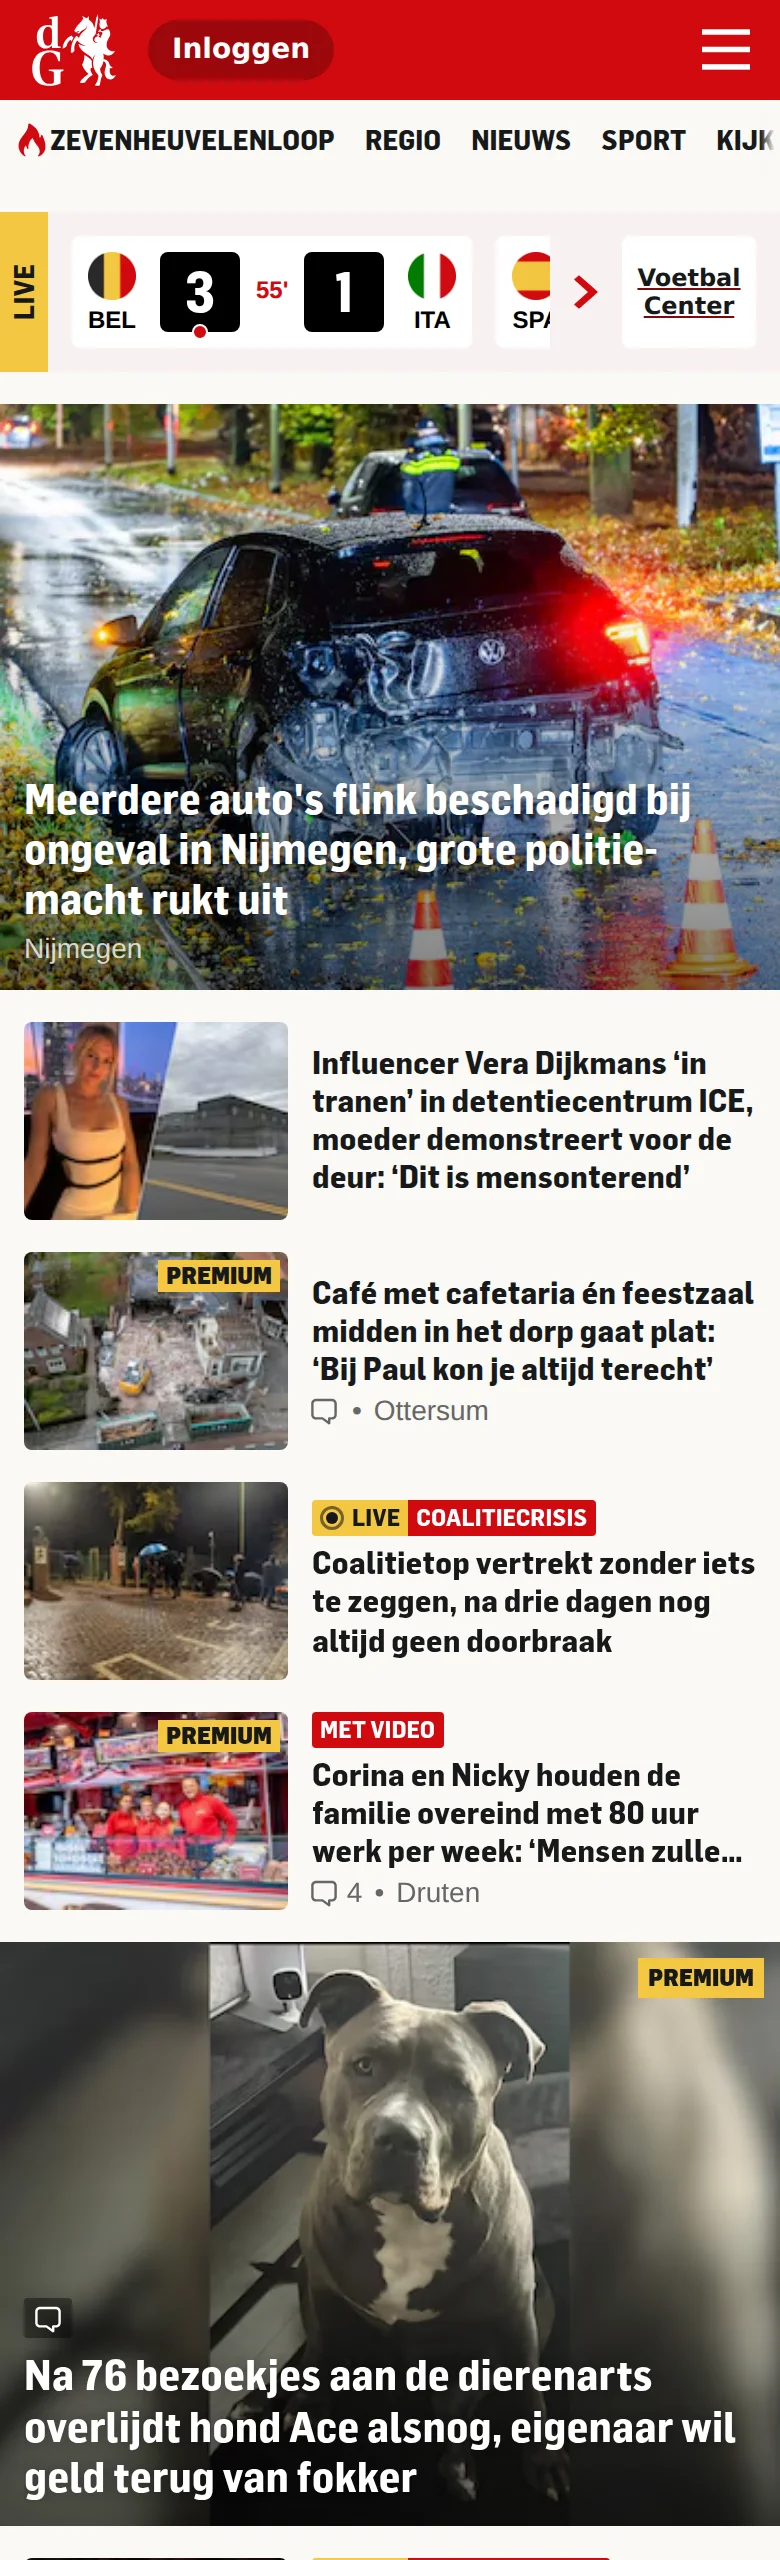 dG
Inloggen
ZEVENHEUVELENLOOP REGIO NIEUWS SPORT KIJK
LIVE
BEL 3 55' 1 ITA
SPA
Voetbal
Center
Meerdere auto's flink beschadigd bij
ongeval in Nijmegen, grote politie-
macht rukt uit
Nijmegen
Influencer Vera Dijkmans ‘in
tranen’ in detentiecentrum ICE,
moeder demonstreert voor de
deur: ‘Dit is mensonterend’
PREMIUM
Café met cafetaria én feestzaal
midden in het dorp gaat plat:
‘Bij Paul kon je altijd terecht’
• Ottersum
LIVE COALITIECRISIS
Coalitietop vertrekt zonder iets
te zeggen, na drie dagen nog
altijd geen doorbraak
PREMIUM
MET VIDEO
Corina en Nicky houden de
familie overeind met 80 uur
werk per week: ‘Mensen zulle...
4 • Druten
PREMIUM
Na 76 bezoekjes aan de dierenarts
overlijdt hond Ace alsnog, eigenaar wil
geld terug van fokker